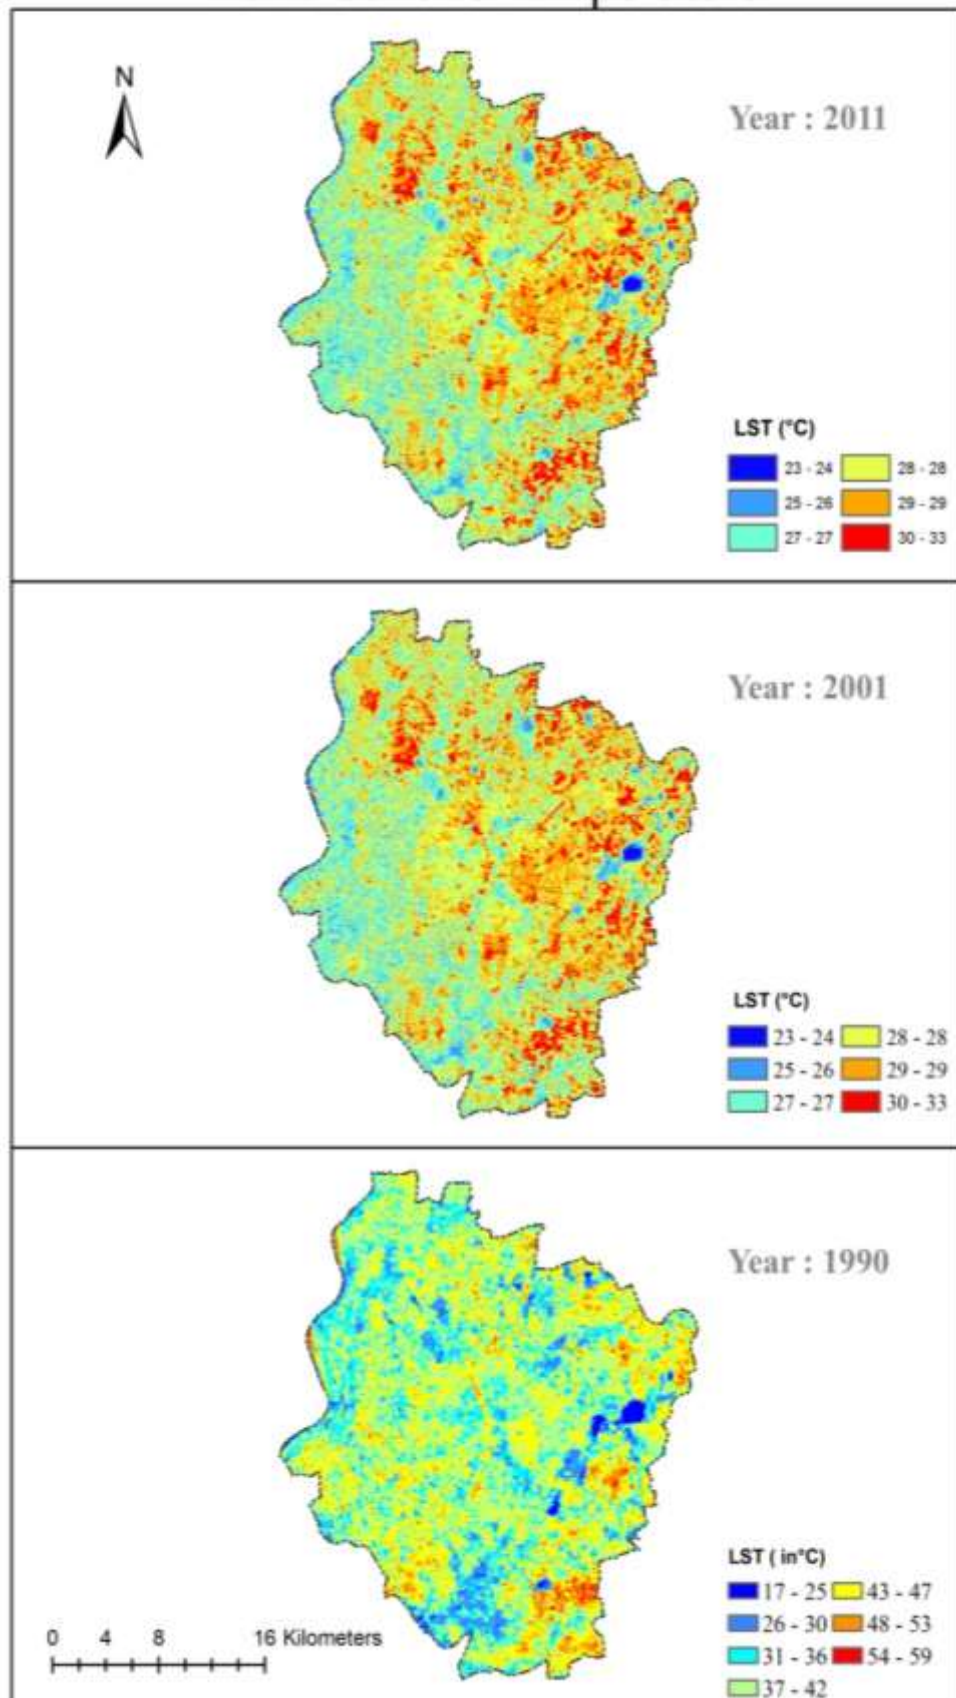 N
Year : 2011
LST (°C)
23 - 24 28 - 28
25 - 26 29 - 29
27 - 27 30 - 33
Year : 2001
LST (°C)
23 - 24 28 - 28
25 - 26 29 - 29
27 - 27 30 - 33
Year : 1990
LST ( in°C)
17 - 25 43 - 47
26 - 30 48 - 53
31 - 36 54 - 59
37 - 42
0 4 8 16 Kilometers